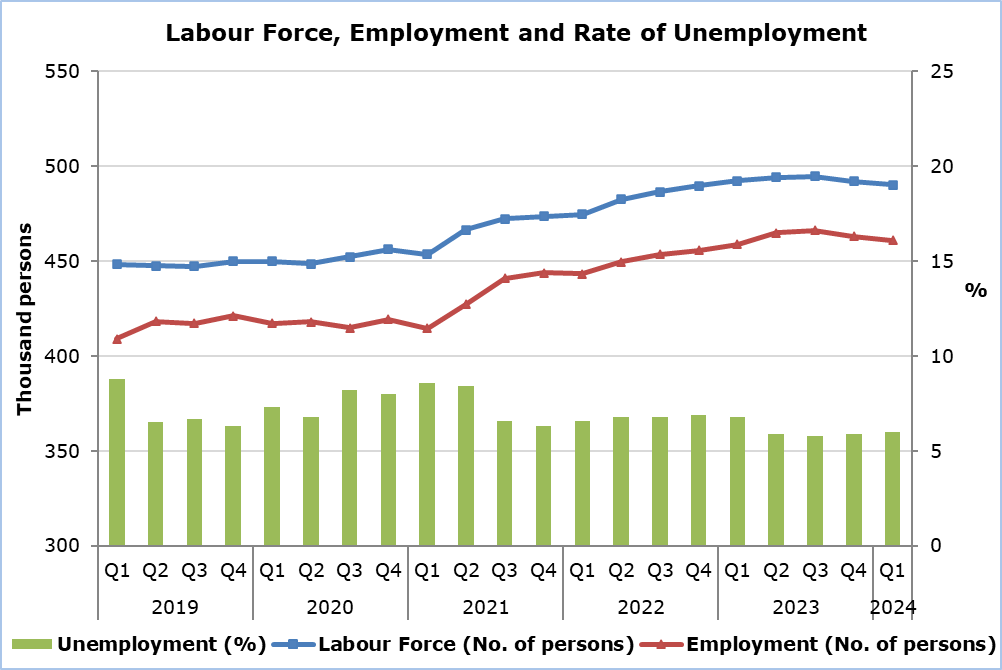 Labour Force, Employment and Rate of Unemployment
550 25
500 20
450 15
400 10
350 5
300 0
Thousand persons
%
Q1 Q2 Q3 Q4 Q1 Q2 Q3 Q4 Q1 Q2 Q3 Q4 Q1 Q2 Q3 Q4 Q1 Q2 Q3 Q4 Q1
2019 2020 2021 2022 2023 2024
Unemployment (%) Labour Force (No. of persons) Employment (No. of persons)